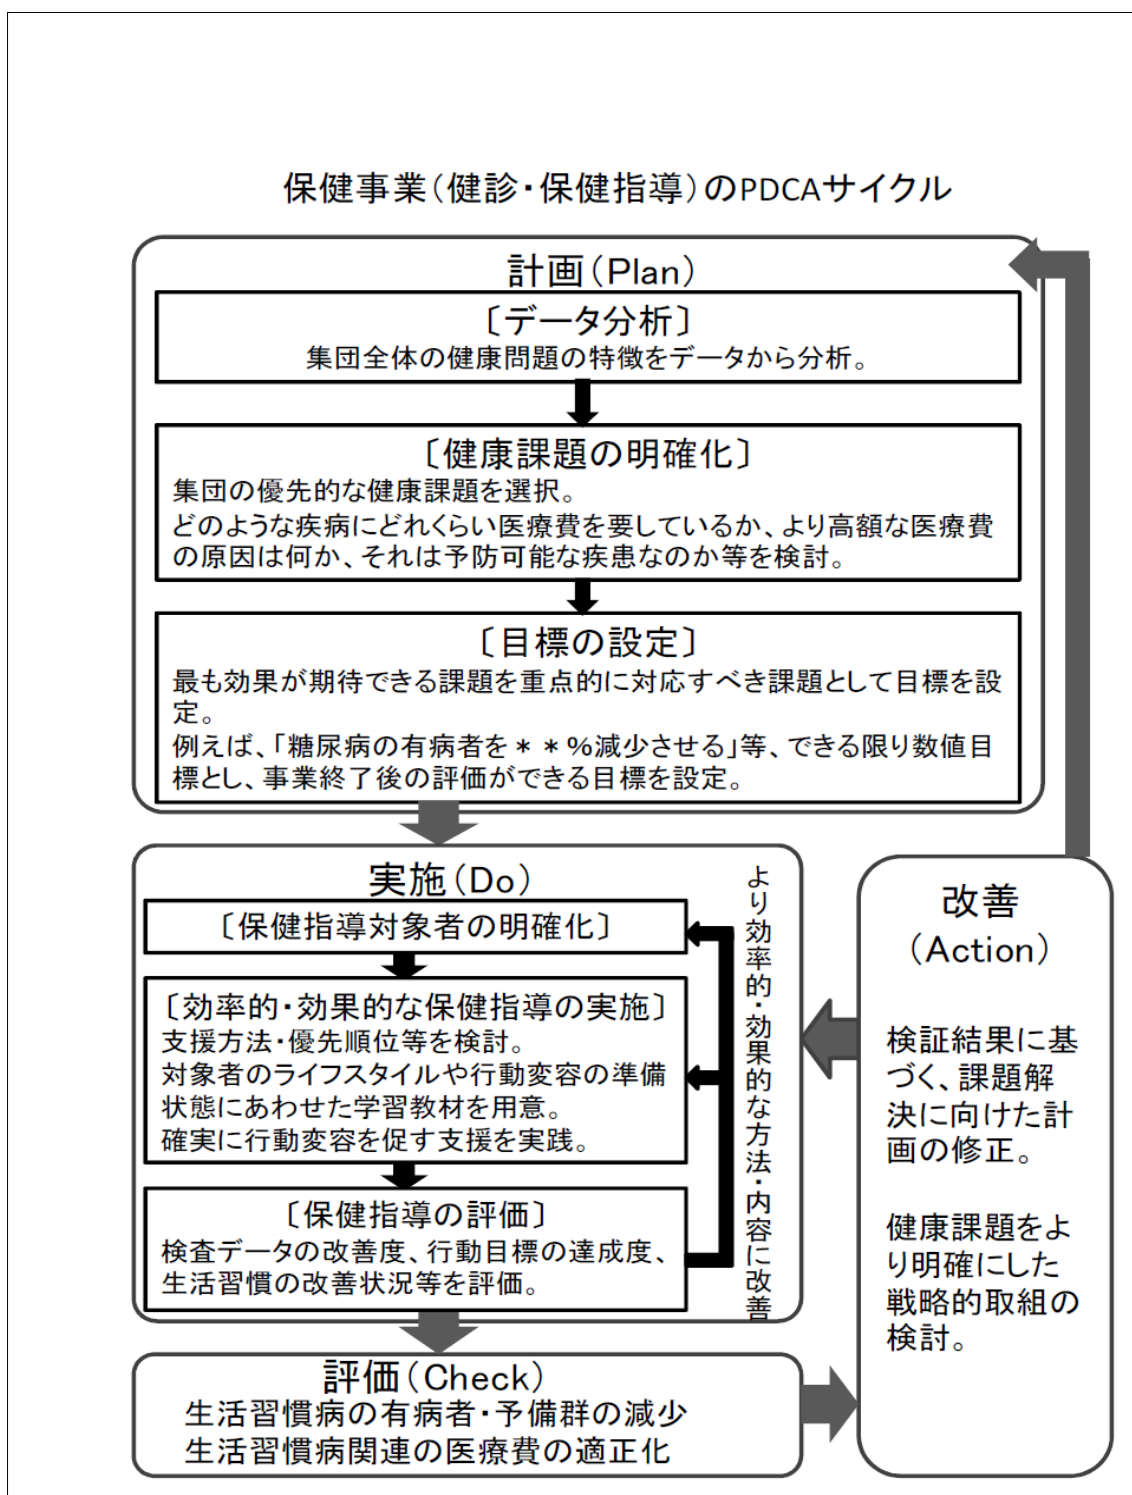 保健事業(健診・保健指導)のPDCAサイクル
計画(Plan)
〔データ分析〕
集団全体の健康問題の特徴をデータから分析。
〔健康課題の明確化〕
集団の優先的な健康課題を選択。
どのような疾病にどれくらい医療費を要しているか、より高額な医療費
の原因は何か、それは予防可能な疾患なのか等を検討。
〔目標の設定〕
最も効果が期待できる課題を重点的に対応すべき課題として目標を設
定。
例えば、「糖尿病の有病者を＊＊％減少させる」等、できる限り数値目
標とし、事業終了後の評価ができる目標を設定。
実施(Do)
〔保健指導対象者の明確化〕
〔効率的・効果的な保健指導の実施〕
支援方法・優先順位等を検討。
対象者のライフスタイルや行動変容の準備
状態にあわせた学習教材を用意。
確実に行動変容を促す支援を実践。
〔保健指導の評価〕
検査データの改善度、行動目標の達成度、
生活習慣の改善状況等を評価。
より効率的・効果的な方法・内容に改善
評価(Check)
生活習慣病の有病者・予備群の減少
生活習慣病関連の医療費の適正化
改善
(Action)
検証結果に基
づく、課題解
決に向けた計
画の修正。
健康課題をよ
り明確にした
戦略的取組の
検討。